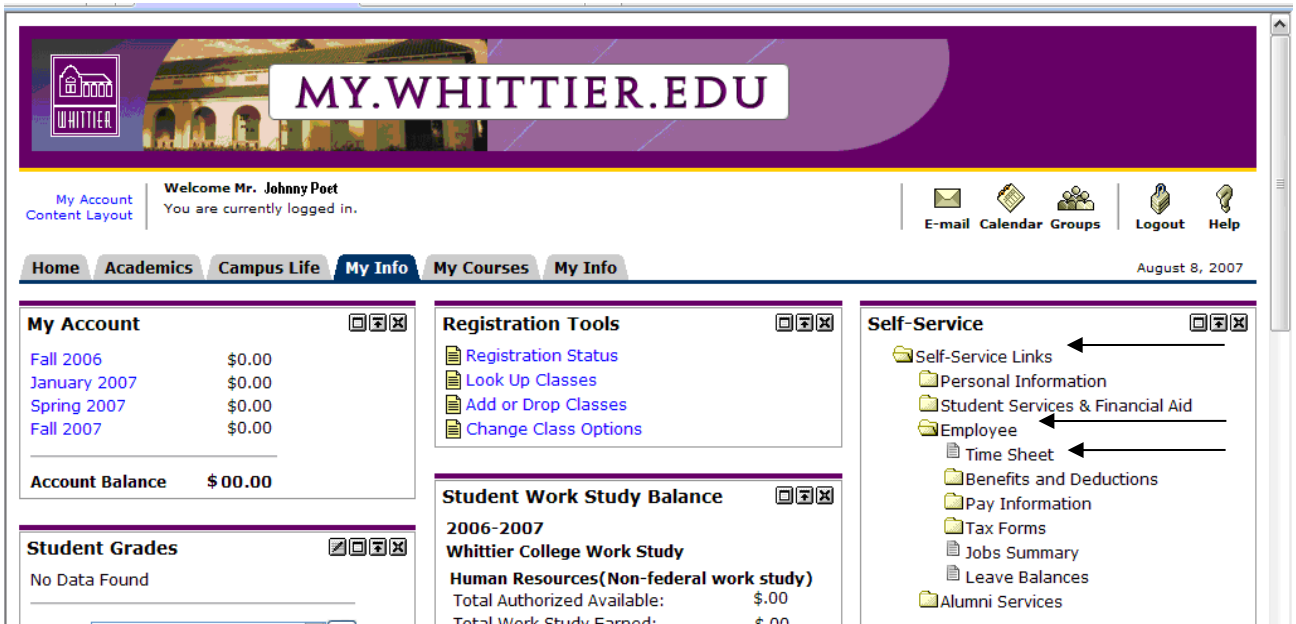 WHITTIER
MY.WHITTIER.EDU
My Account
Content Layout
Welcome Mr. Johnny Poet
You are currently logged in.
E-mail Calendar Groups Logout Help
Home Academics Campus Life My Info My Courses My Info
August 8, 2007
My Account
Fall 2006 $0.00
January 2007 $0.00
Spring 2007 $0.00
Fall 2007 $0.00
Account Balance $00.00
Student Grades
No Data Found
Registration Tools
Registration Status
Look Up Classes
Add or Drop Classes
Change Class Options
Student Work Study Balance
2006-2007
Whittier College Work Study
Human Resources(Non-federal work study)
Total Authorized Available: $.00
Total Work Study Earned: $.00
Self-Service
Self-Service Links
Personal Information
Student Services & Financial Aid
Employee
Time Sheet
Benefits and Deductions
Pay Information
Tax Forms
Jobs Summary
Leave Balances
Alumni Services